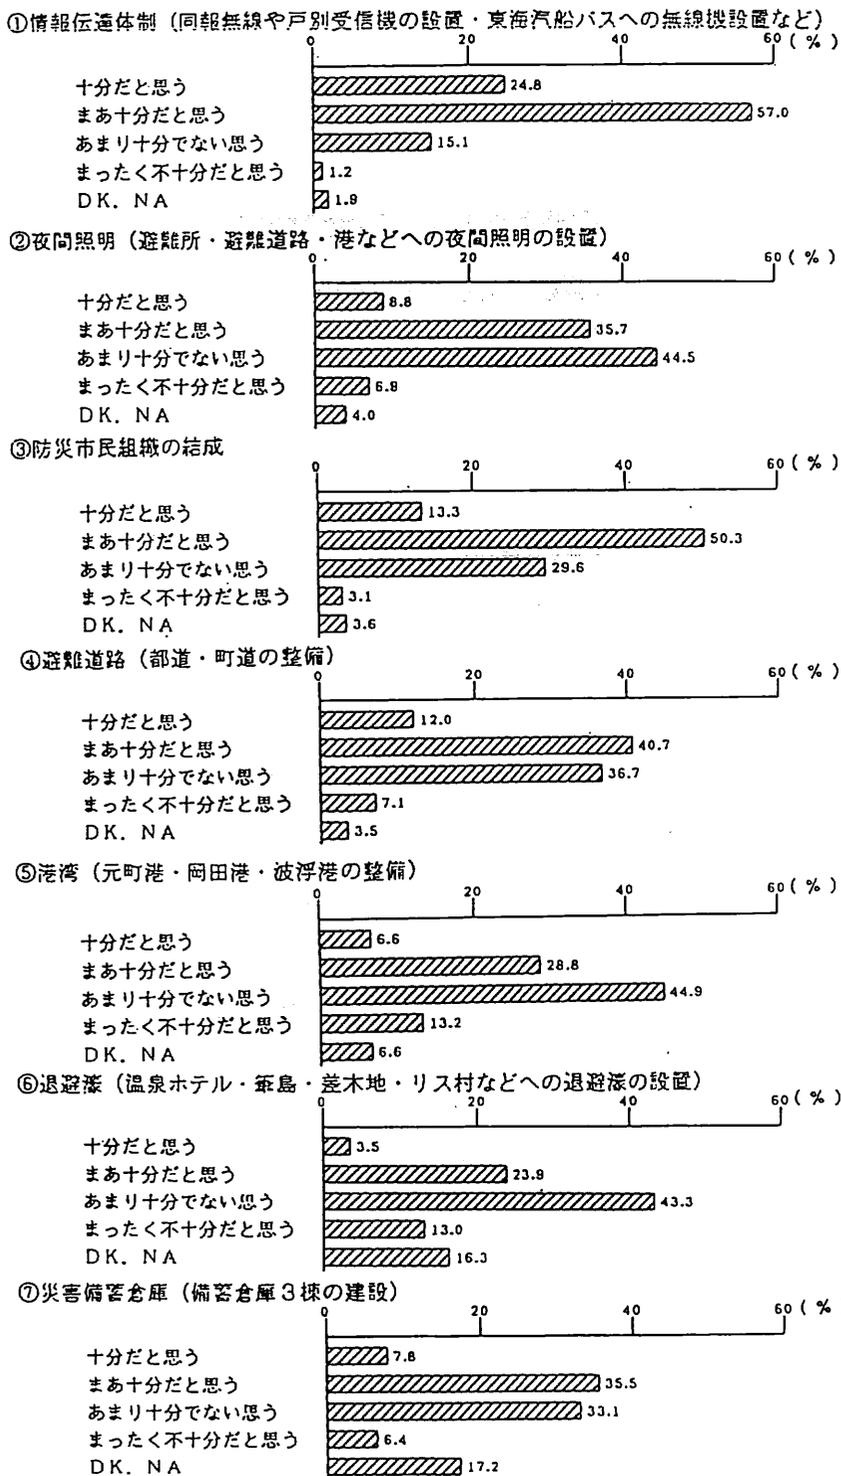 ①情報伝達体制（同報無線や戸別受信機の設置・東海汽船バスへの無線機設置など）
0 20 40 60 ( % )
十分だと思う 24.8
まあ十分だと思う 57.0
あまり十分でない思う 15.1
まったく不十分だと思う 1.2
DK. NA 1.9
②夜間照明（避難所・避難道路・港などへの夜間照明の設置）
0 20 40 60 ( % )
十分だと思う 8.8
まあ十分だと思う 35.7
あまり十分でない思う 44.5
まったく不十分だと思う 6.9
DK. NA 4.0
③防災市民組織の結成
0 20 40 60 ( % )
十分だと思う 13.3
まあ十分だと思う 50.3
あまり十分でない思う 29.6
まったく不十分だと思う 3.1
DK. NA 3.6
④避難道路（都道・町道の整備）
0 20 40 60 ( % )
十分だと思う 12.0
まあ十分だと思う 40.7
あまり十分でない思う 36.7
まったく不十分だと思う 7.1
DK. NA 3.5
⑤港湾（元町港・岡田港・波浮港の整備）
0 20 40 60 ( % )
十分だと思う 6.6
まあ十分だと思う 28.8
あまり十分でない思う 44.9
まったく不十分だと思う 13.2
DK. NA 6.6
⑥退避濠（温泉ホテル・筆島・差木地・リス村などへの退避濠の設置）
0 20 40 60 ( % )
十分だと思う 3.5
まあ十分だと思う 23.9
あまり十分でない思う 43.3
まったく不十分だと思う 13.0
DK. NA 16.3
⑦災害備蓄倉庫（備蓄倉庫３棟の建設）
0 20 40 60 ( %
十分だと思う 7.8
まあ十分だと思う 35.5
あまり十分でない思う 33.1
まったく不十分だと思う 6.4
DK. NA 17.2